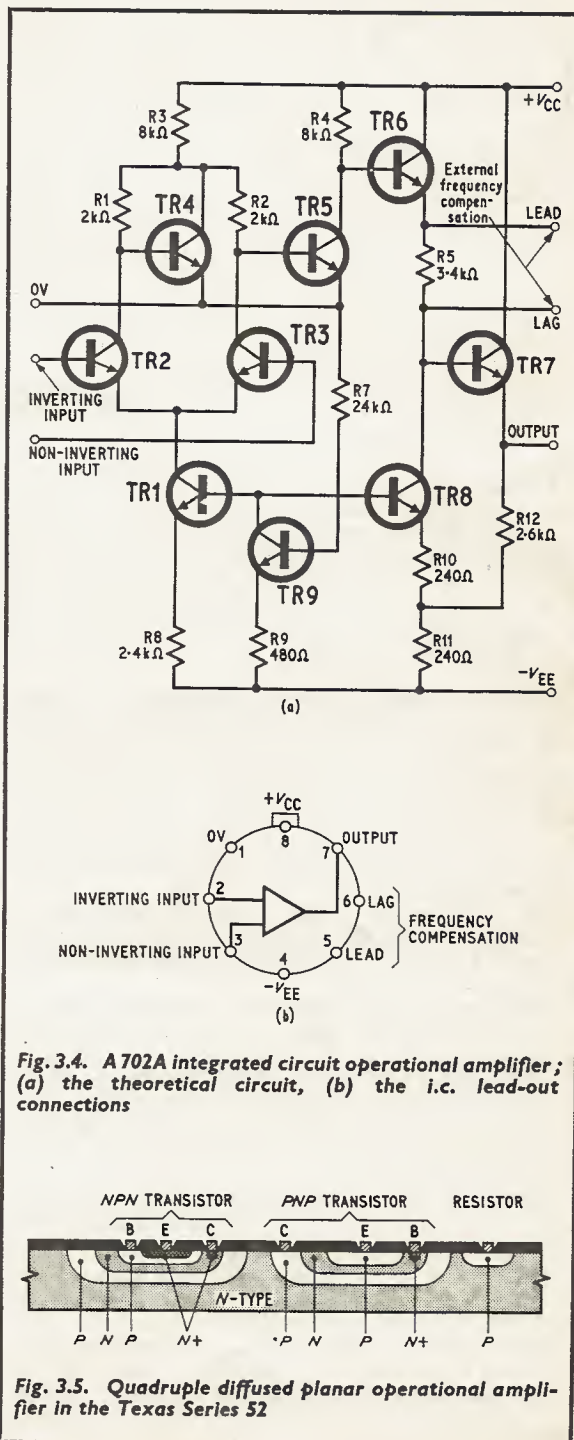 +VCC
R3
8kΩ
R4
8kΩ
TR6
External
frequency
compen-
sation
R1
2kΩ
TR4
R2
2kΩ
TR5
LEAD
R5
3·4kΩ
OV
LAG
TR2
TR3
TR7
INVERTING
INPUT
R7
24kΩ
OUTPUT
NON-INVERTING
INPUT
TR1
TR8
R12
2·6kΩ
TR9
R10
240Ω
R8
2·4kΩ
R9
480Ω
R11
240Ω
-VEE
(a)
+VCC
OV
8
OUTPUT
1
7
INVERTING INPUT
2
6
LAG
FREQUENCY
COMPENSATION
NON-INVERTING INPUT
3
5
LEAD
4
-VEE
(b)
Fig. 3.4. A 702A integrated circuit operational amplifier;
(a) the theoretical circuit, (b) the i.c. lead-out
connections
NPN TRANSISTOR
PNP TRANSISTOR
RESISTOR
B E C
C E B
N-TYPE
P N P N+ P N P N+ P
Fig. 3.5. Quadruple diffused planar operational ampli-
fier in the Texas Series 52